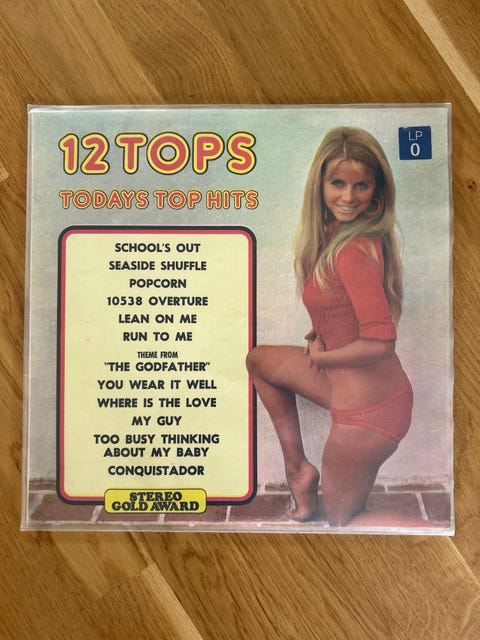 12 TOPS
TODAYS TOP HITS
LP
0
SCHOOL'S OUT
SEASIDE SHUFFLE
POPCORN
10538 OVERTURE
LEAN ON ME
RUN TO ME
THEME FROM
"THE GODFATHER"
YOU WEAR IT WELL
WHERE IS THE LOVE
MY GUY
TOO BUSY THINKING
ABOUT MY BABY
CONQUISTADOR
STEREO
GOLD AWARD